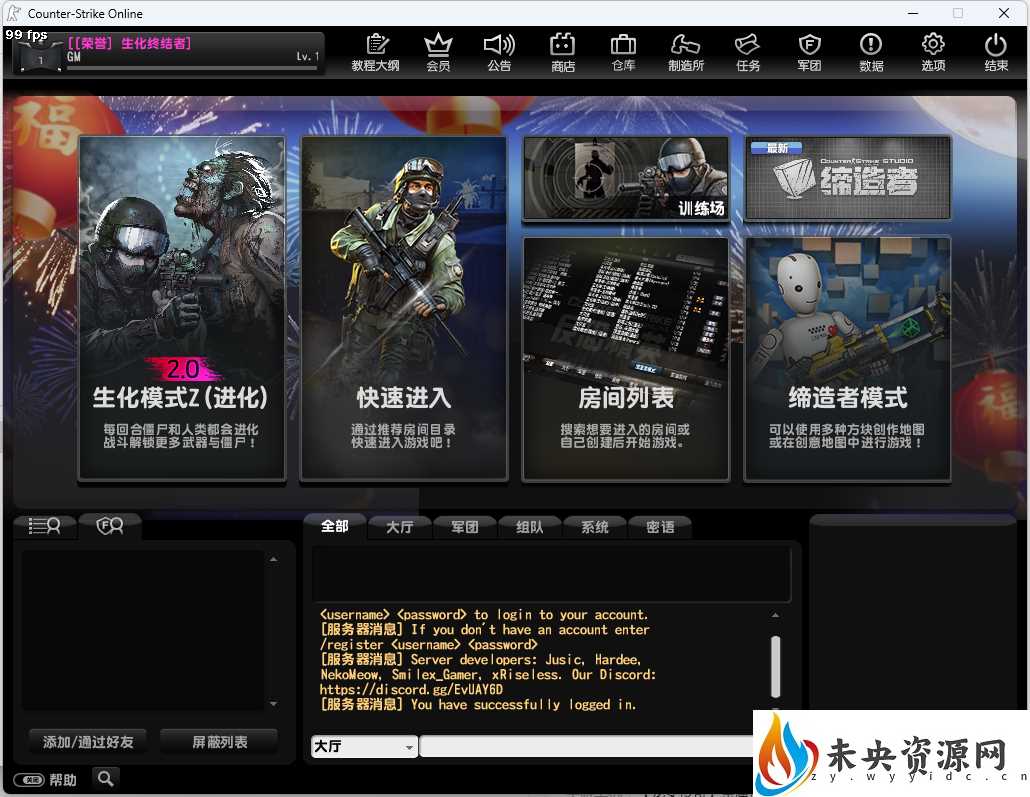 Counter-Strike Online
99 fps
[[荣誉] 生化终结者]
1
GM
Lv. 1
教程大纲
会员
公告
商店
仓库
制造所
任务
军团
数据
选项
结束
福
2.0
生化模式Z(进化)
每回合僵尸和人类都会进化
战斗解锁更多武器与僵尸！
快速进入
通过推荐房间目录
快速进入游戏吧！
训练场
房间列表
搜索想要进入的房间或
自己创建后开始游戏。
最新
COUNTER-STRIKE STUDIO
缔造者
缔造者模式
可以使用多种方块创作地图
或在创意地图中进行游戏！
全部
大厅
军团
组队
系统
密语
<username> <password> to login to your account.
[服务器消息] If you don't have an account enter
/register <username> <password>
[服务器消息] Server developers: Jusic, Hardee,
NekoMeow, Smilex_Gamer, xRiseless. Our Discord:
https://discord.gg/EvUAY6D
[服务器消息] You have successfully logged in.
添加/通过好友
屏蔽列表
大厅
帮助
未央资源网
zy.wyyidc.cn